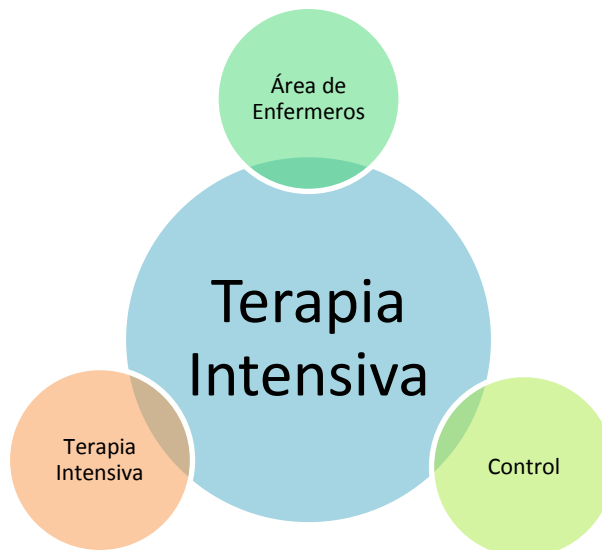 Área de
Enfermeros
Terapia
Intensiva
Terapia
Intensiva
Control